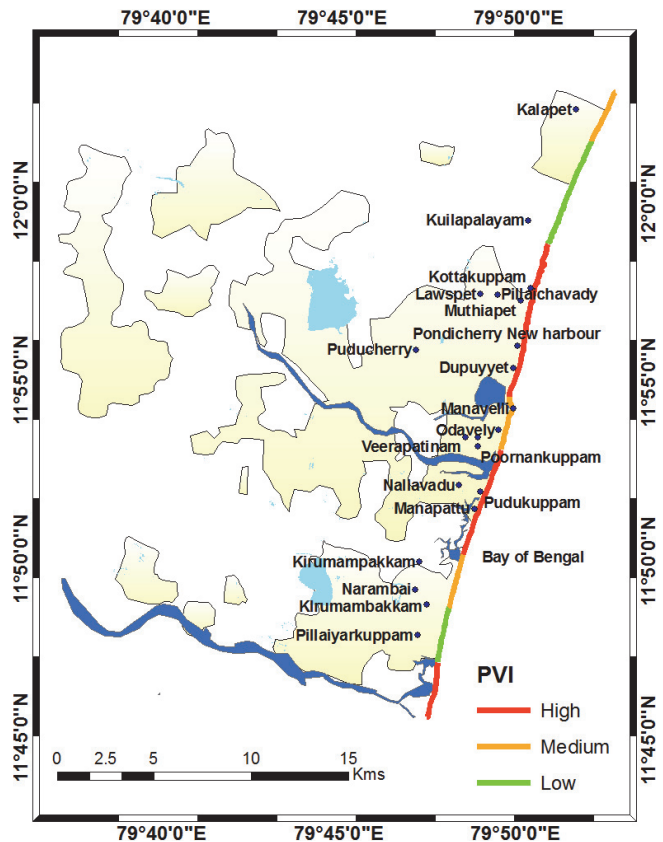 79°40'0"E 79°45'0"E 79°50'0"E
Kalapet
12°0'0"N 12°0'0"N
Kuilapalayam
Kottakuppam
Lawspet Pillaichavady
Muthiapet
Pondicherry New harbour
Puducherry
Dupuyyet
11°55'0"N 11°55'0"N
Manavelli
Odavely
Veerapatinam Poornankuppam
Nallavadu
Pudukuppam
Manapattu
11°50'0"N 11°50'0"N
Bay of Bengal
Kirumampakkam
Narambai
KIrumambakkam
Pillaiyarkuppam
PVI
High
Medium
Low
11°45'0"N 11°45'0"N
0 2.5 5 10 15
Kms
79°40'0"E 79°45'0"E 79°50'0"E